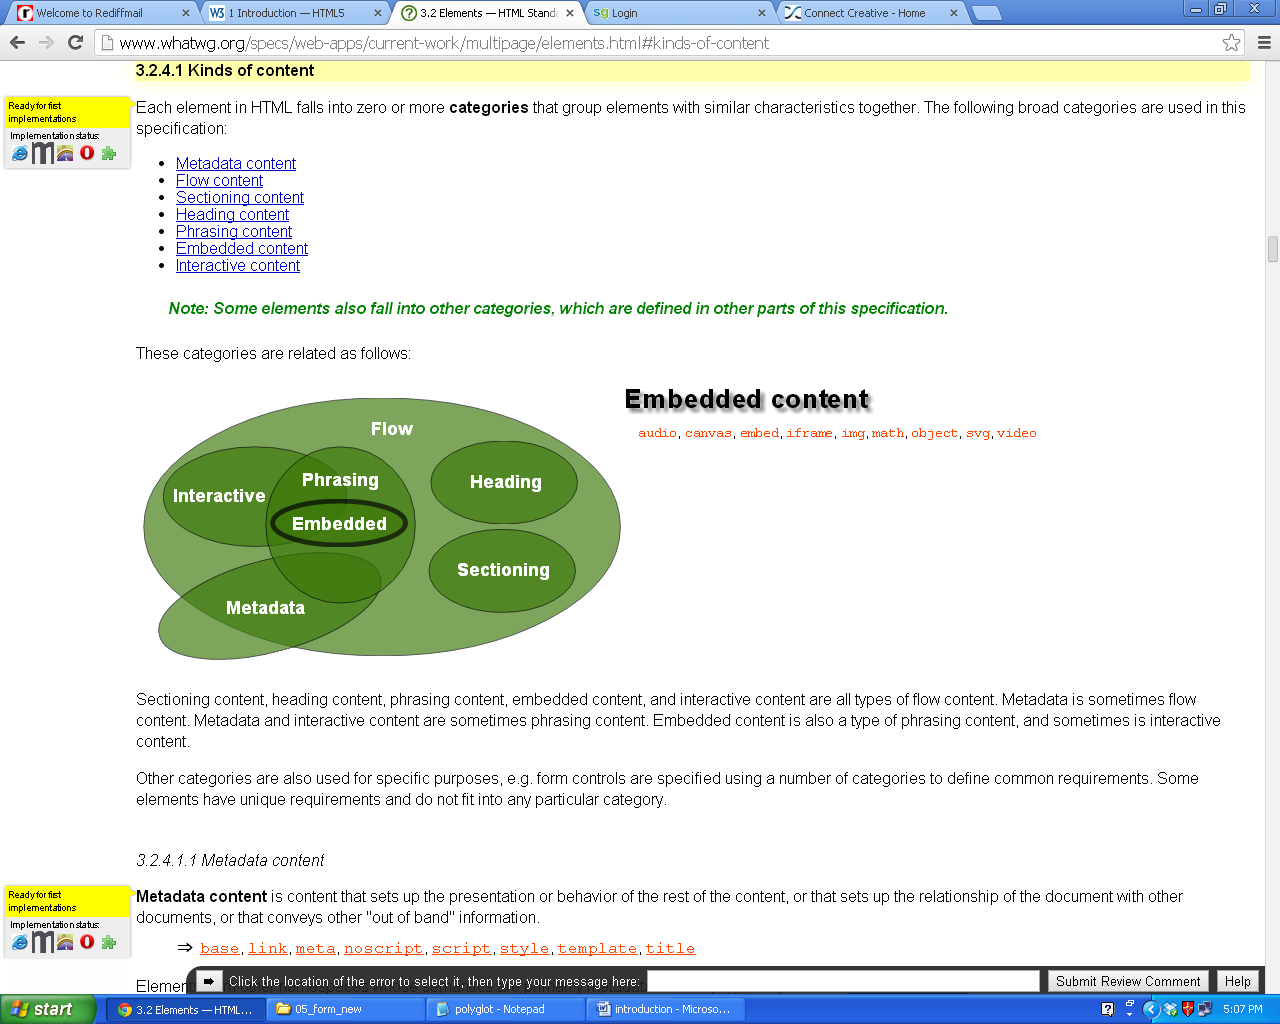 Welcome to Rediffmail
1 Introduction — HTML5
3.2 Elements — HTML Standa
Login
Connect Creative - Home
www.whatwg.org/specs/web-apps/current-work/multipage/elements.html#kinds-of-content
3.2.4.1 Kinds of content
Ready for first
implementations
Implementation status:
Each element in HTML falls into zero or more categories that group elements with similar characteristics together. The following broad categories are used in this
specification:
Metadata content
Flow content
Sectioning content
Heading content
Phrasing content
Embedded content
Interactive content
Note: Some elements also fall into other categories, which are defined in other parts of this specification.
These categories are related as follows:
Flow
Phrasing
Interactive
Embedded
Heading
Sectioning
Metadata
Embedded content
audio, canvas, embed, iframe, img, math, object, svg, video
Sectioning content, heading content, phrasing content, embedded content, and interactive content are all types of flow content. Metadata is sometimes flow
content. Metadata and interactive content are sometimes phrasing content. Embedded content is also a type of phrasing content, and sometimes is interactive
content.
Other categories are also used for specific purposes, e.g. form controls are specified using a number of categories to define common requirements. Some
elements have unique requirements and do not fit into any particular category.
3.2.4.1.1 Metadata content
Ready for first
implementations
Implementation status:
Metadata content is content that sets up the presentation or behavior of the rest of the content, or that sets up the relationship of the document with other
documents, or that conveys other "out of band" information.
⇒ base, link, meta, noscript, script, style, template, title
Click the location of the error to select it, then type your message here:
Submit Review Comment
Help
start
3.2 Elements — HTML...
05_form_new
polyglot - Notepad
introduction - Microso...
5:07 PM